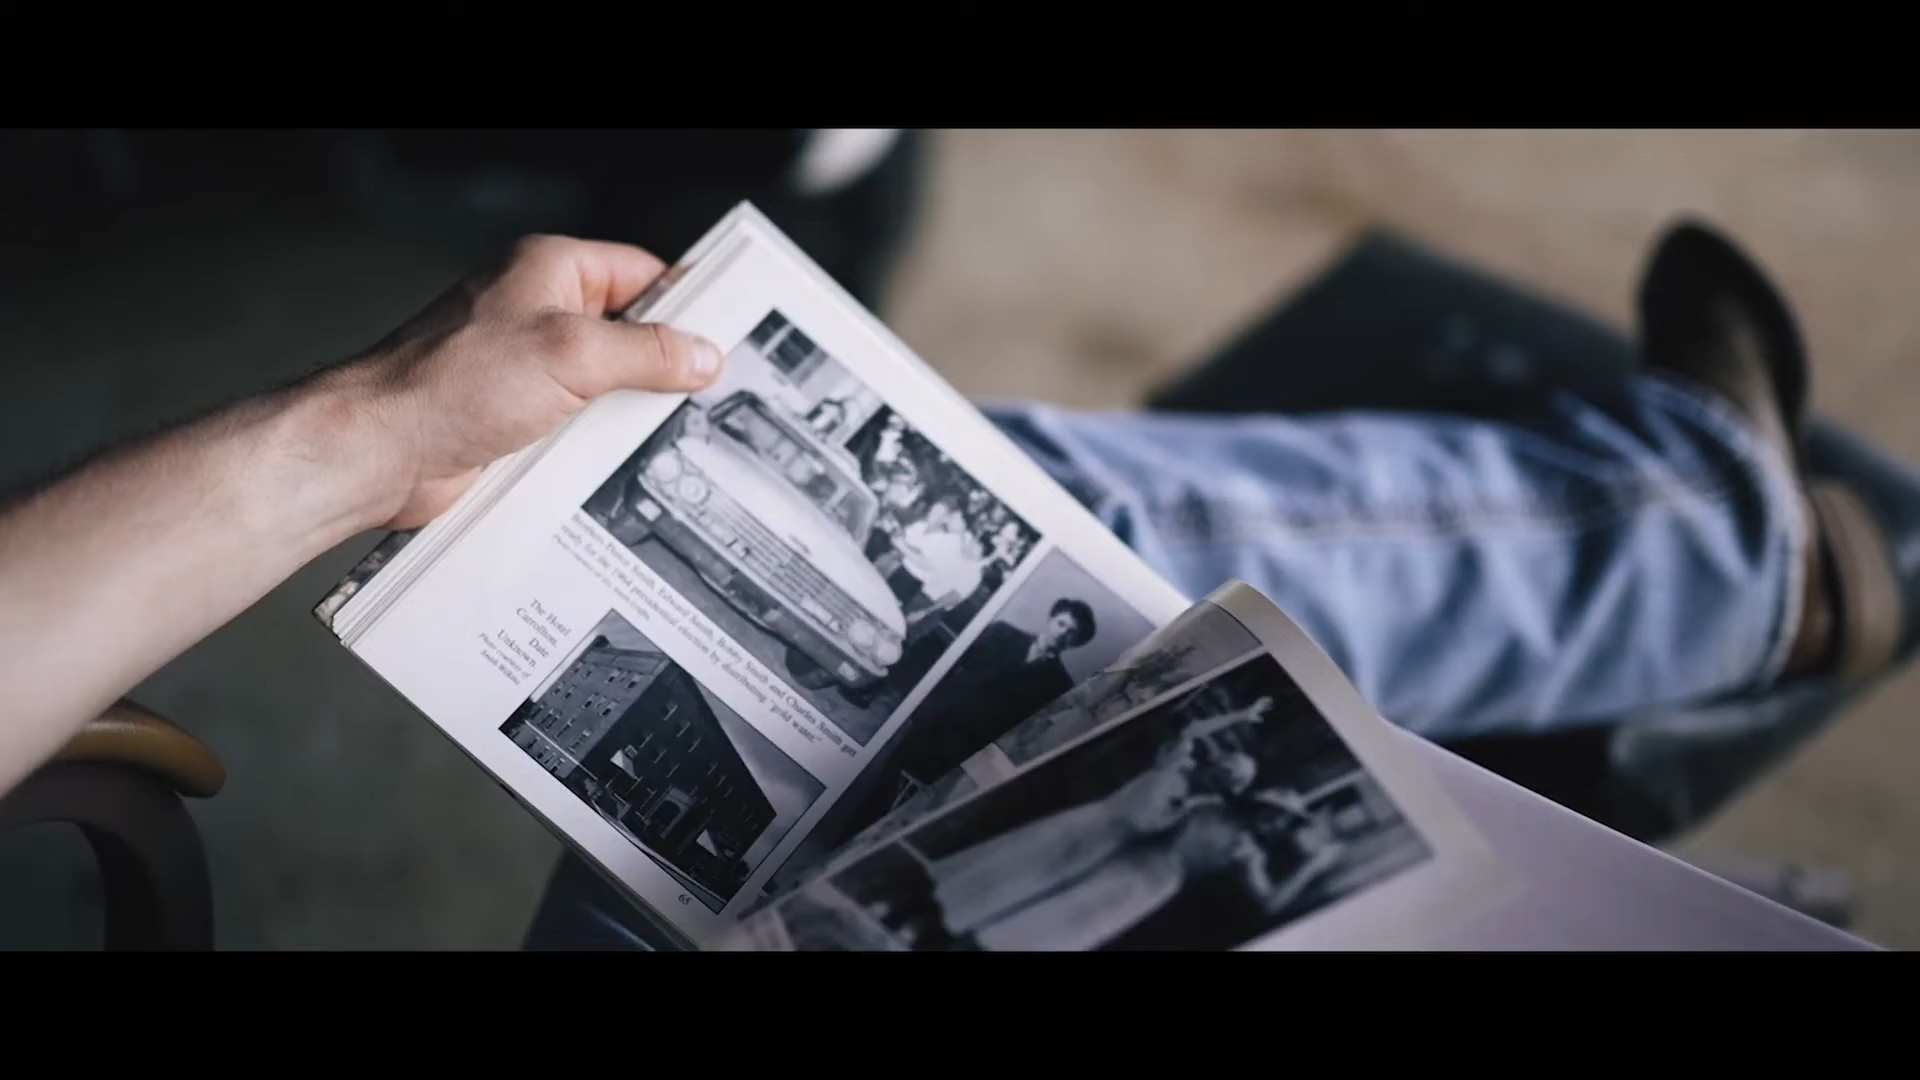 Brothers Pierce Smith, Edward Smith, Bobby Smith and Charles Smith get
ready for the 1964 presidential election by distributing "gold water."
The Hotel
Carrollton.
Date
Unknown.
Photo courtesy of
65